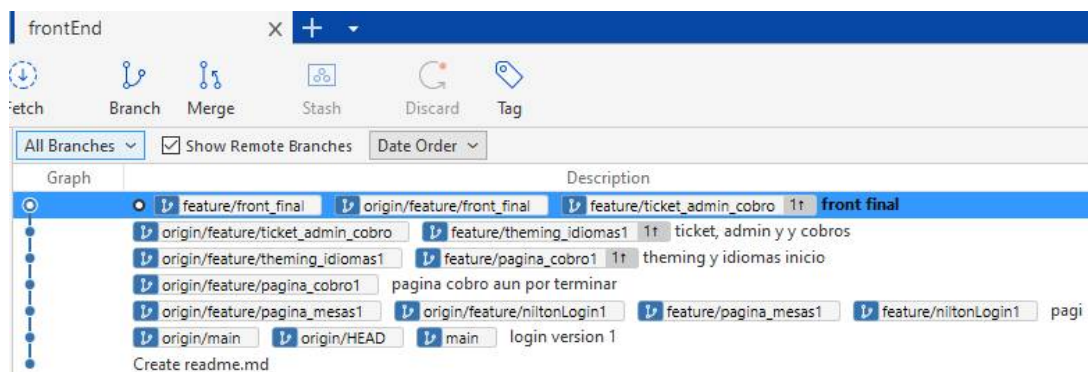 frontEnd
etch Branch Merge Stash Discard Tag
All Branches Show Remote Branches Date Order
Graph Description
feature/front_final origin/feature/front_final feature/ticket_admin_cobro 1↑ front final
origin/feature/ticket_admin_cobro feature/theming_idiomas1 1↑ ticket, admin y y cobros
origin/feature/theming_idiomas1 feature/pagina_cobro1 1↑ theming y idiomas inicio
origin/feature/pagina_cobro1 pagina cobro aun por terminar
origin/feature/pagina_mesas1 origin/feature/niltonLogin1 feature/pagina_mesas1 feature/niltonLogin1 pagi
origin/main origin/HEAD main login version 1
Create readme.md